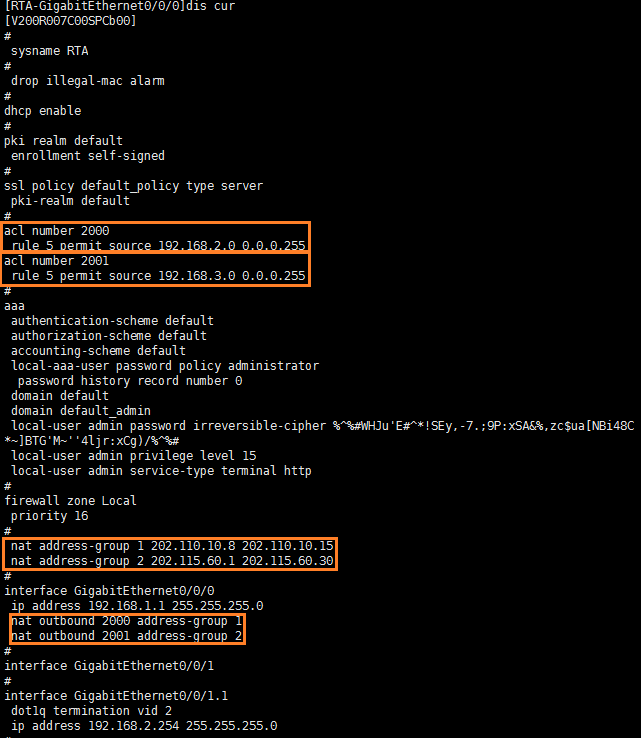 [RTA-GigabitEthernet0/0/0]dis cur
[V200R007C00SPCb00]
#
 sysname RTA
#
 drop illegal-mac alarm
#
dhcp enable
#
pki realm default
 enrollment self-signed
#
ssl policy default_policy type server
 pki-realm default
#
acl number 2000
 rule 5 permit source 192.168.2.0 0.0.0.255
acl number 2001
 rule 5 permit source 192.168.3.0 0.0.0.255
#
aaa
 authentication-scheme default
 authorization-scheme default
 accounting-scheme default
 local-aaa-user password policy administrator
  password history record number 0
 domain default
 domain default_admin
 local-user admin password irreversible-cipher %^%#WHJu'E#^*!SEy,-7.;9P:xSA&%,zc$ua[NBi48C
*~]BTG'M~''4ljr:xCg)/%^%#
 local-user admin privilege level 15
 local-user admin service-type terminal http
#
firewall zone Local
 priority 16
#
 nat address-group 1 202.110.10.8 202.110.10.15
 nat address-group 2 202.115.60.1 202.115.60.30
#
interface GigabitEthernet0/0/0
 ip address 192.168.1.1 255.255.255.0
 nat outbound 2000 address-group 1
 nat outbound 2001 address-group 2
#
interface GigabitEthernet0/0/1
#
interface GigabitEthernet0/0/1.1
 dot1q termination vid 2
 ip address 192.168.2.254 255.255.255.0